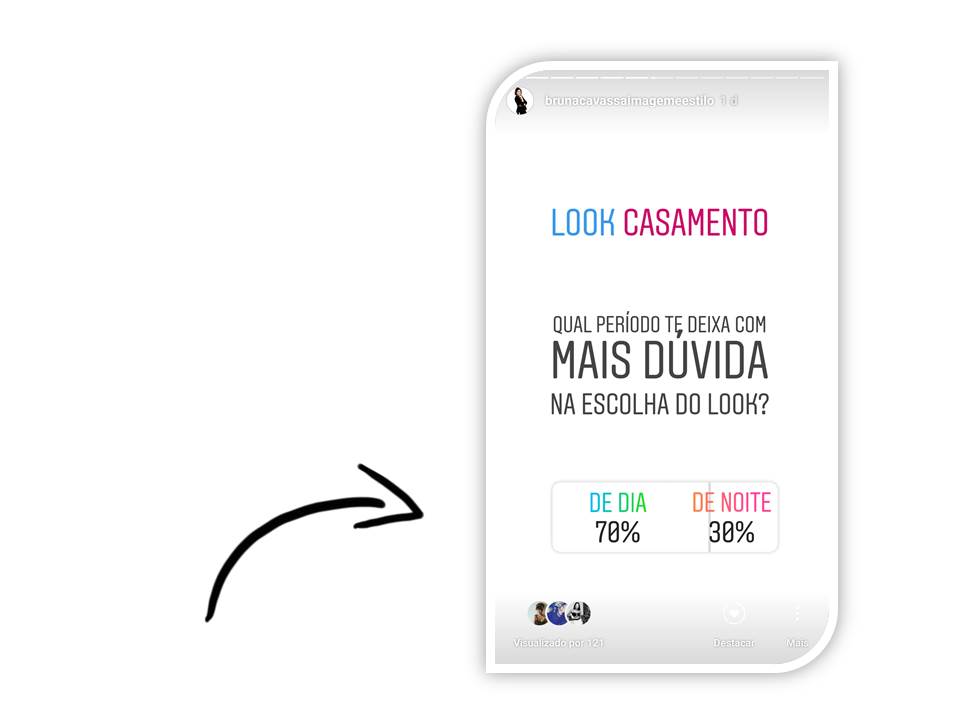 brunacavassaimagemeestilo 1 d
LOOK CASAMENTO
QUAL PERÍODO TE DEIXA COM
MAIS DÚVIDA
NA ESCOLHA DO LOOK?
DE DIA DE NOITE
70% 30%
Visualizado por 121 Destacar Mais